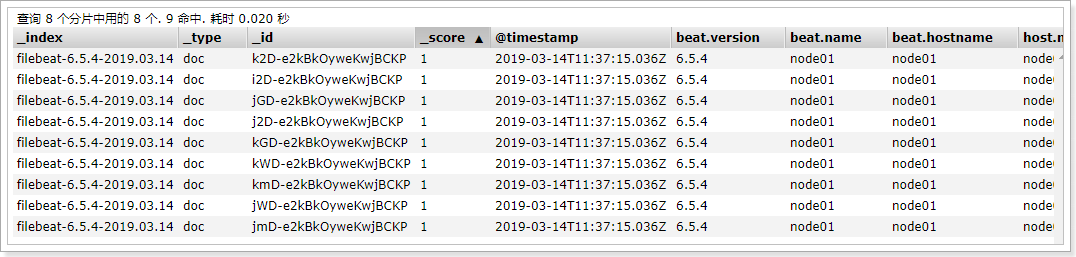 查询 8 个分片中用的 8 个. 9 命中. 耗时 0.020 秒
_index _type _id _score ▲ @timestamp beat.version beat.name beat.hostname host.n
filebeat-6.5.4-2019.03.14 doc k2D-e2kBkOyweKwjBCKP 1 2019-03-14T11:37:15.036Z 6.5.4 node01 node01 node
filebeat-6.5.4-2019.03.14 doc i2D-e2kBkOyweKwjBCKP 1 2019-03-14T11:37:15.036Z 6.5.4 node01 node01 node
filebeat-6.5.4-2019.03.14 doc jGD-e2kBkOyweKwjBCKP 1 2019-03-14T11:37:15.036Z 6.5.4 node01 node01 node
filebeat-6.5.4-2019.03.14 doc j2D-e2kBkOyweKwjBCKP 1 2019-03-14T11:37:15.036Z 6.5.4 node01 node01 node
filebeat-6.5.4-2019.03.14 doc kGD-e2kBkOyweKwjBCKP 1 2019-03-14T11:37:15.036Z 6.5.4 node01 node01 node
filebeat-6.5.4-2019.03.14 doc kWD-e2kBkOyweKwjBCKP 1 2019-03-14T11:37:15.036Z 6.5.4 node01 node01 node
filebeat-6.5.4-2019.03.14 doc kmD-e2kBkOyweKwjBCKP 1 2019-03-14T11:37:15.036Z 6.5.4 node01 node01 node
filebeat-6.5.4-2019.03.14 doc jWD-e2kBkOyweKwjBCKP 1 2019-03-14T11:37:15.036Z 6.5.4 node01 node01 node
filebeat-6.5.4-2019.03.14 doc jmD-e2kBkOyweKwjBCKP 1 2019-03-14T11:37:15.036Z 6.5.4 node01 node01 node